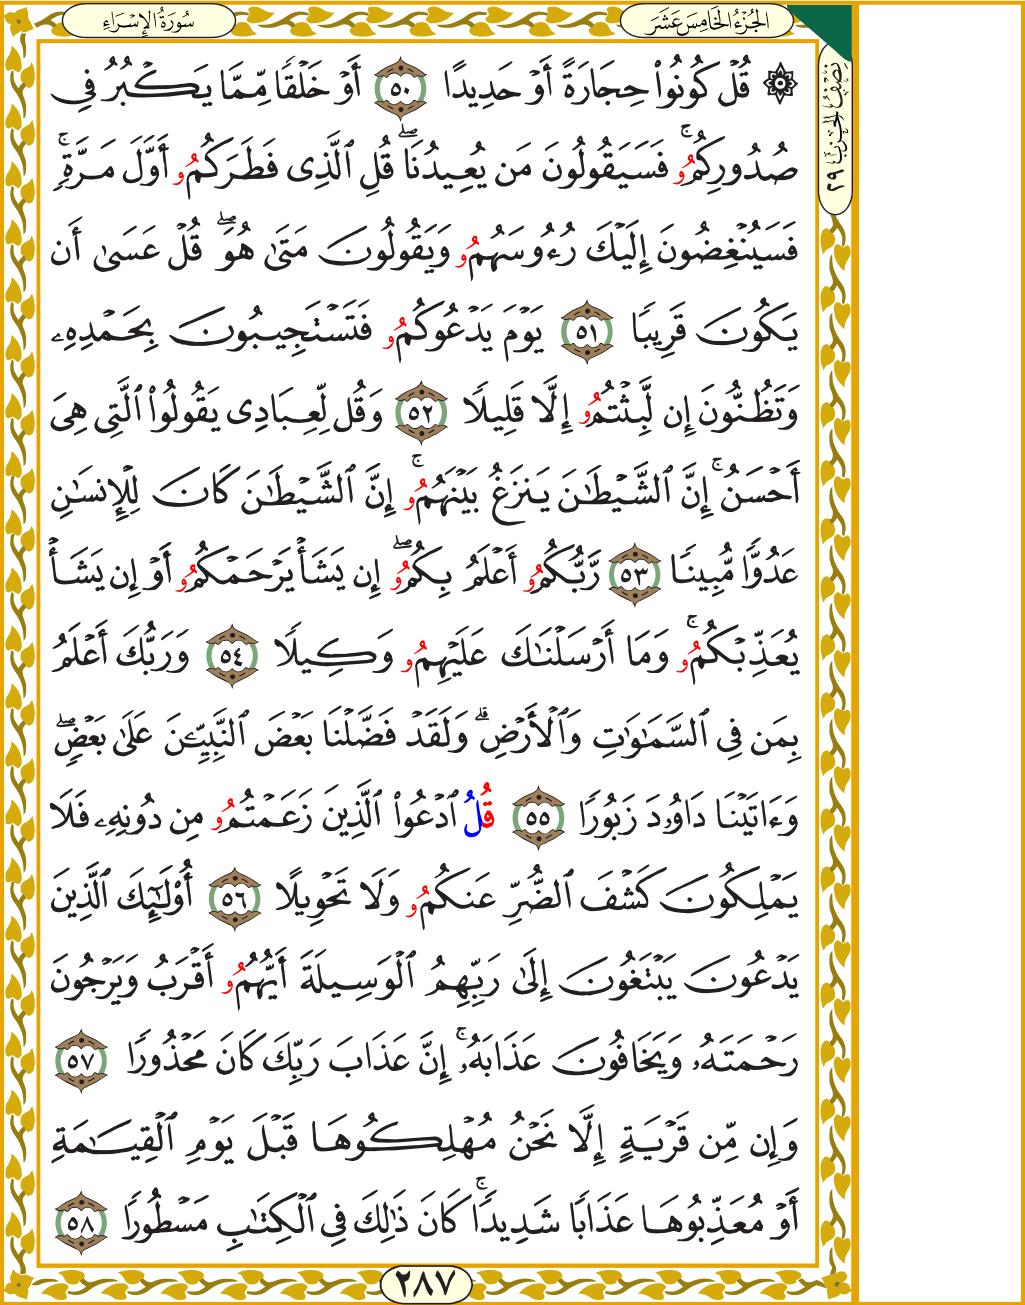 سُورَةُ الإِسْرَاءِ
الجُزْءُ الخَامِسَ عَشَرَ
نِصْفُ الحِزْبِ ٢٩
۞ قُلْ كُونُوا۟ حِجَارَةً أَوْ حَدِيدًا ٥٠ أَوْ خَلْقًا مِّمَّا يَكْبُرُ فِى
صُدُورِكُمُۥ ۚ فَسَيَقُولُونَ مَن يُعِيدُنَا ۖ قُلِ ٱلَّذِى فَطَرَكُمُۥ أَوَّلَ مَرَّةٍ ۚ
فَسَيُنْغِضُونَ إِلَيْكَ رُءُوسَهُمُۥ وَيَقُولُونَ مَتَىٰ هُوَ ۖ قُلْ عَسَىٰ أَن
يَكُونَ قَرِيبًا ٥١ يَوْمَ يَدْعُوكُمُۥ فَتَسْتَجِيبُونَ بِحَمْدِهِۦ
وَتَظُنُّونَ إِن لَّبِثْتُمُۥ إِلَّا قَلِيلًا ٥٢ وَقُل لِّعِبَادِى يَقُولُوا۟ ٱلَّتِى هِىَ
أَحْسَنُ ۚ إِنَّ ٱلشَّيْطَـٰنَ يَنزَغُ بَيْنَهُمُۥ ۚ إِنَّ ٱلشَّيْطَـٰنَ كَانَ لِلْإِنسَـٰنِ
عَدُوًّا مُّبِينًا ٥٣ رَّبُّكُمُۥ أَعْلَمُ بِكُمُۥ ۖ إِن يَشَأْ يَرْحَمْكُمُۥ أَوْ إِن يَشَأْ
يُعَذِّبْكُمُۥ ۚ وَمَا أَرْسَلْنَـٰكَ عَلَيْهِمُۥ وَكِيلًا ٥٤ وَرَبُّكَ أَعْلَمُ
بِمَن فِى ٱلسَّمَـٰوَٰتِ وَٱلْأَرْضِ ۗ وَلَقَدْ فَضَّلْنَا بَعْضَ ٱلنَّبِيِّـۧنَ عَلَىٰ بَعْضٍ ۖ
وَءَاتَيْنَا دَاوُۥدَ زَبُورًا ٥٥ قُلُ ٱدْعُوا۟ ٱلَّذِينَ زَعَمْتُمُۥ مِن دُونِهِۦ فَلَا
يَمْلِكُونَ كَشْفَ ٱلضُّرِّ عَنكُمُۥ وَلَا تَحْوِيلًا ٥٦ أُو۟لَـٰٓئِكَ ٱلَّذِينَ
يَدْعُونَ يَبْتَغُونَ إِلَىٰ رَبِّهِمُ ٱلْوَسِيلَةَ أَيُّهُمُۥ أَقْرَبُ وَيَرْجُونَ
رَحْمَتَهُۥ وَيَخَافُونَ عَذَابَهُۥ ۚ إِنَّ عَذَابَ رَبِّكَ كَانَ مَحْذُورًا ٥٧
وَإِن مِّن قَرْيَةٍ إِلَّا نَحْنُ مُهْلِكُوهَا قَبْلَ يَوْمِ ٱلْقِيَـٰمَةِ
أَوْ مُعَذِّبُوهَا عَذَابًا شَدِيدًا ۚ كَانَ ذَٰلِكَ فِى ٱلْكِتَـٰبِ مَسْطُورًا ٥٨
٢٨٧